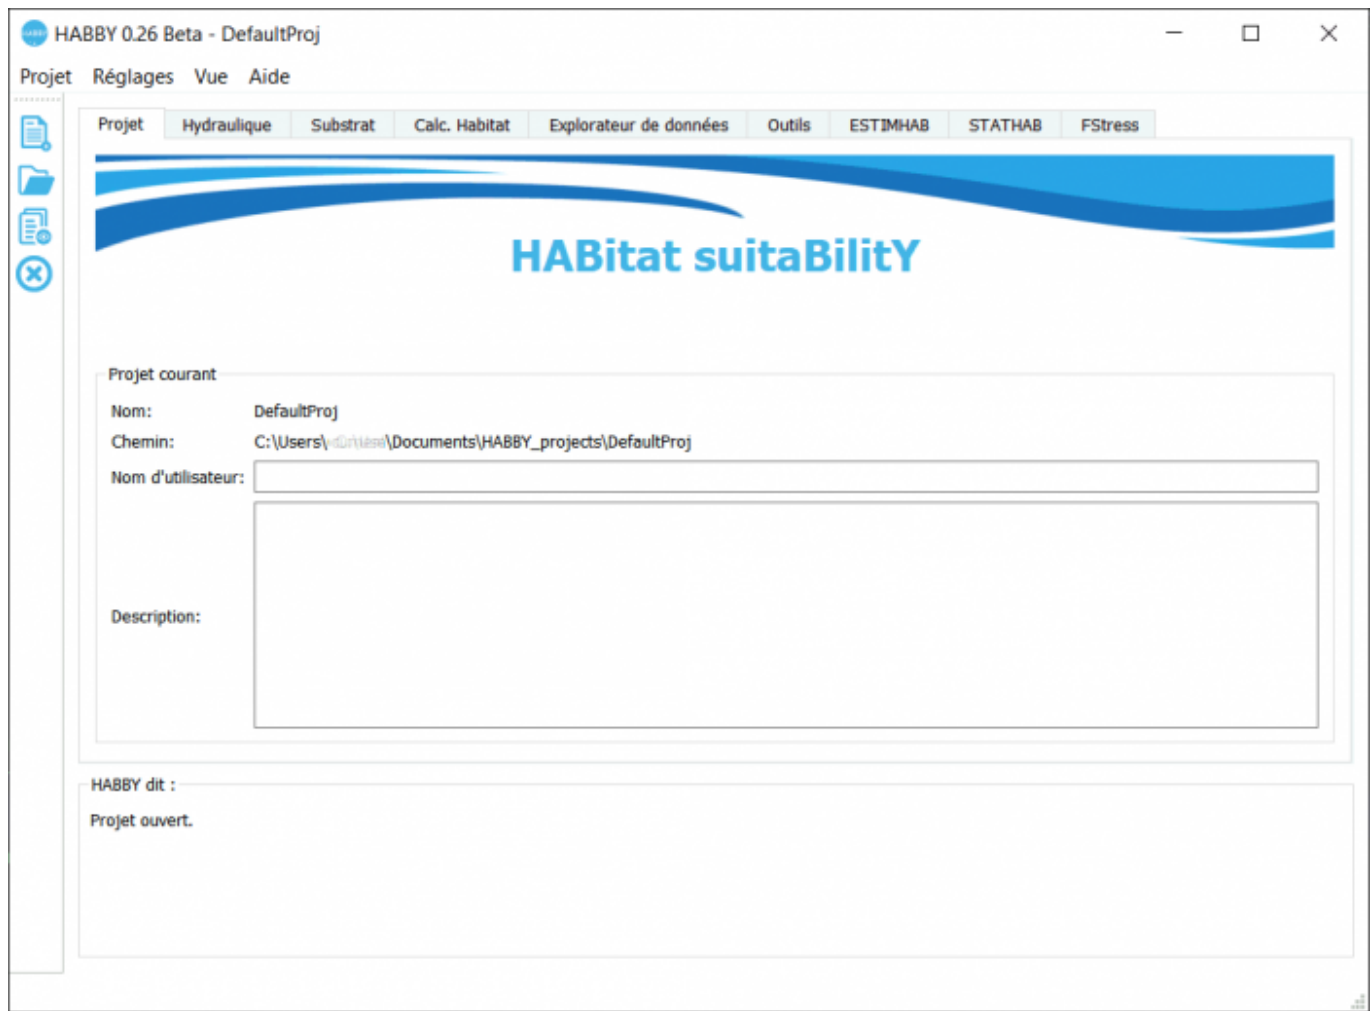 HABBY 0.26 Beta - DefaultProj
Projet Réglages Vue Aide
Projet Hydraulique Substrat Calc. Habitat Explorateur de données Outils ESTIMHAB STATHAB FStress
HABitat suitaBilitY
Projet courant
Nom: DefaultProj
Chemin: C:\Users\ \Documents\HABBY_projects\DefaultProj
Nom d'utilisateur:
Description:
HABBY dit :
Projet ouvert.